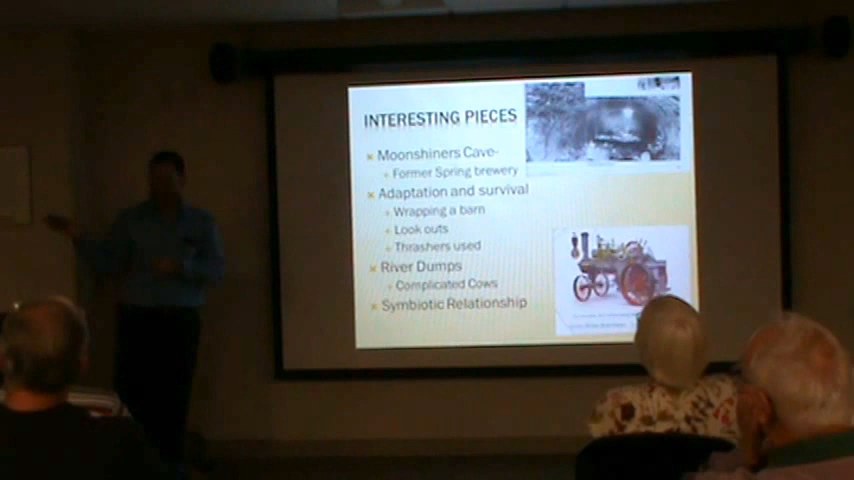 INTERESTING PIECES
Moonshiners Cave-
Former Spring brewery
Adaptation and survival
Wrapping a barn
Look outs
Thrashers used
River Dumps
Complicated Cows
Symbiotic Relationship